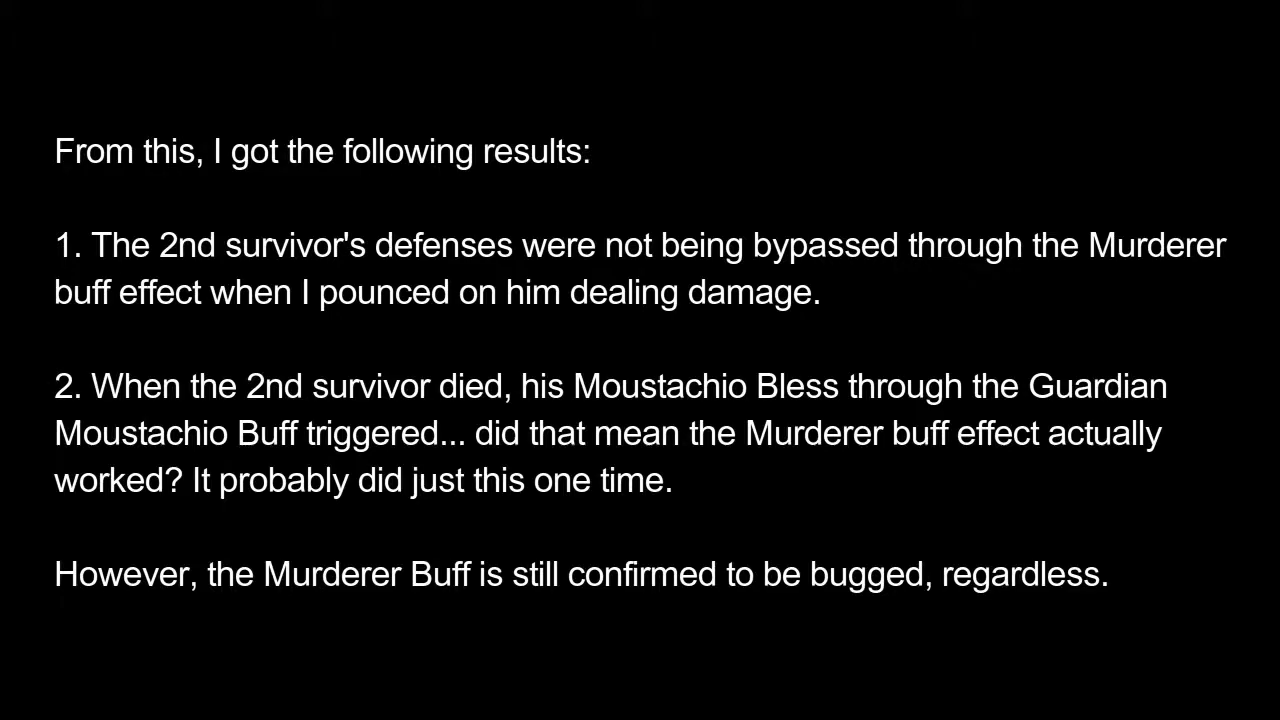 From this, I got the following results:
1. The 2nd survivor's defenses were not being bypassed through the Murderer
buff effect when I pounced on him dealing damage.
2. When the 2nd survivor died, his Moustachio Bless through the Guardian
Moustachio Buff triggered... did that mean the Murderer buff effect actually
worked? It probably did just this one time.
However, the Murderer Buff is still confirmed to be bugged, regardless.